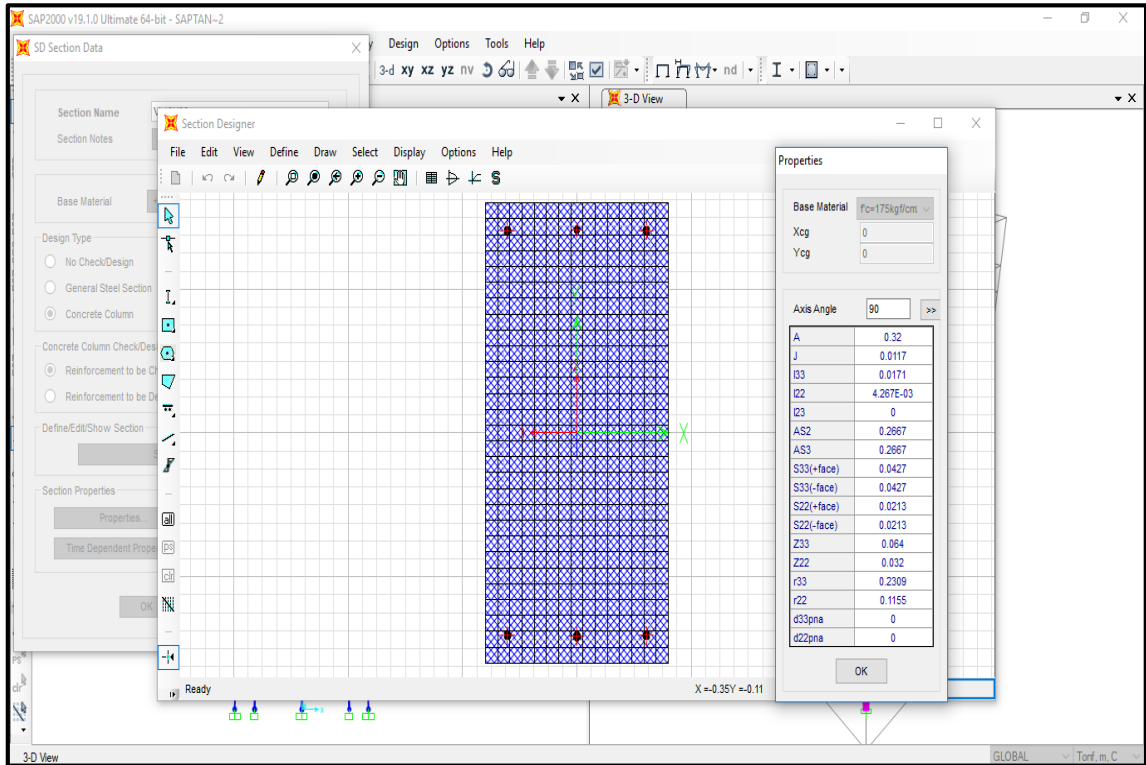 SAP2000 v19.1.0 Ultimate 64-bit - SAPTAN~2
SD Section Data
Design Options Tools Help
3-d xy xz yz nv nd
3-D View
Section Name
Section Notes
Base Material
Design Type
No Check/Design
General Steel Section
Concrete Column
Concrete Column Check/Des
Reinforcement to be Ch
Reinforcement to be De
Define/Edit/Show Section
S
Section Properties
Properties...
Time Dependent Prope
OK
Section Designer
File Edit View Define Draw Select Display Options Help
S
all
ps
clr
X
Ready
X =-0.35Y =-0.11
Properties
Base Material f'c=175kgf/cm
Xcg 0
Ycg 0
Axis Angle 90 >>
A 0.32
J 0.0117
I33 0.0171
I22 4.267E-03
I23 0
AS2 0.2667
AS3 0.2667
S33(+face) 0.0427
S33(-face) 0.0427
S22(+face) 0.0213
S22(-face) 0.0213
Z33 0.064
Z22 0.032
r33 0.2309
r22 0.1155
d33pna 0
d22pna 0
OK
ps
clr
3-D View
GLOBAL
Tonf, m, C